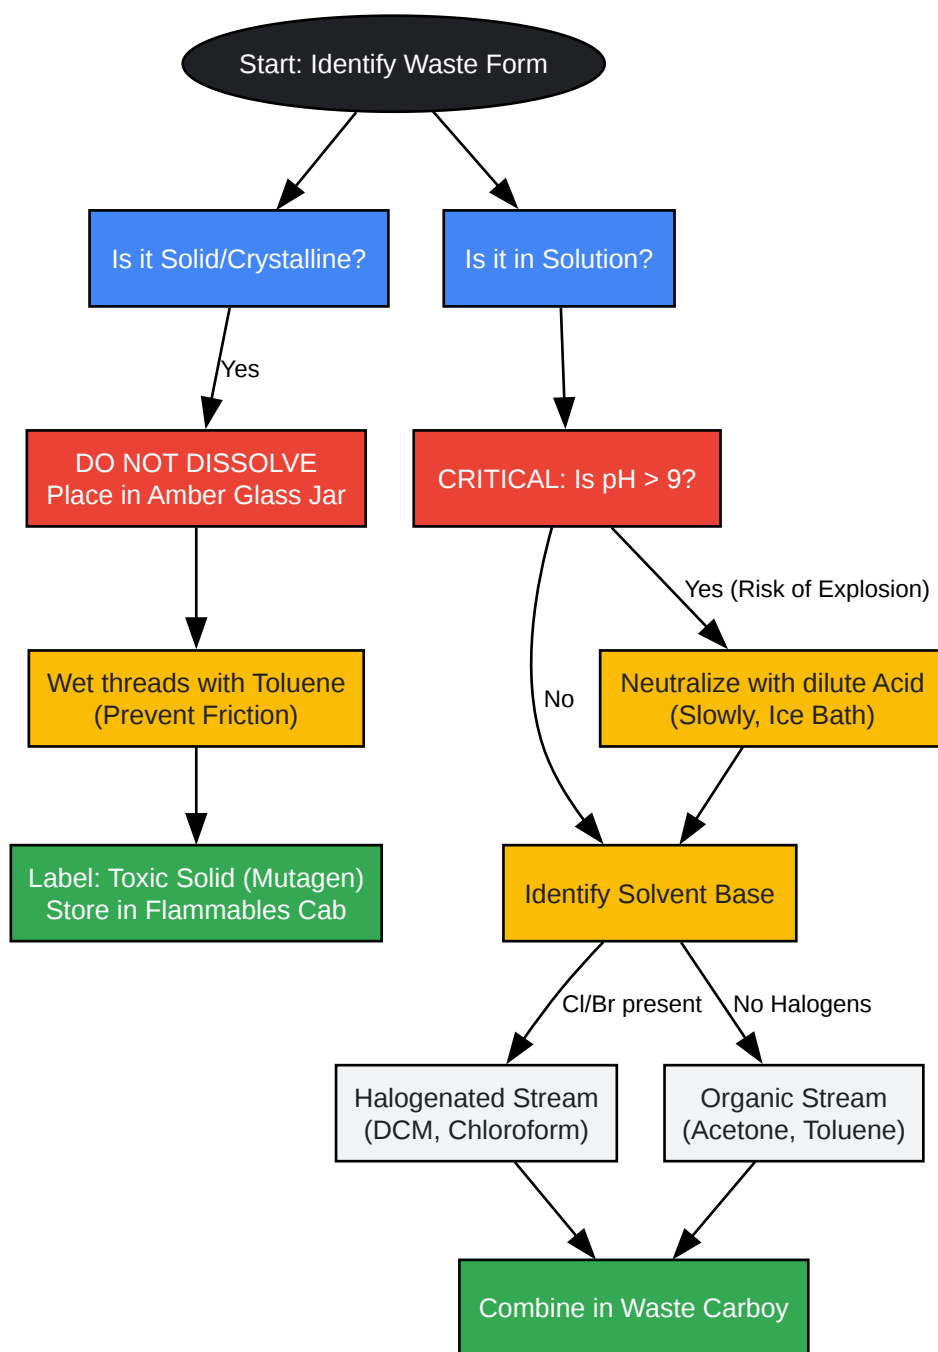 Start: Identify Waste Form
Is it Solid/Crystalline?
Is it in Solution?
Yes
DO NOT DISSOLVE
Place in Amber Glass Jar
CRITICAL: Is pH > 9?
Yes (Risk of Explosion)
Wet threads with Toluene
(Prevent Friction)
No
Neutralize with dilute Acid
(Slowly, Ice Bath)
Label: Toxic Solid (Mutagen)
Store in Flammables Cab
Identify Solvent Base
Cl/Br present
No Halogens
Halogenated Stream
(DCM, Chloroform)
Organic Stream
(Acetone, Toluene)
Combine in Waste Carboy